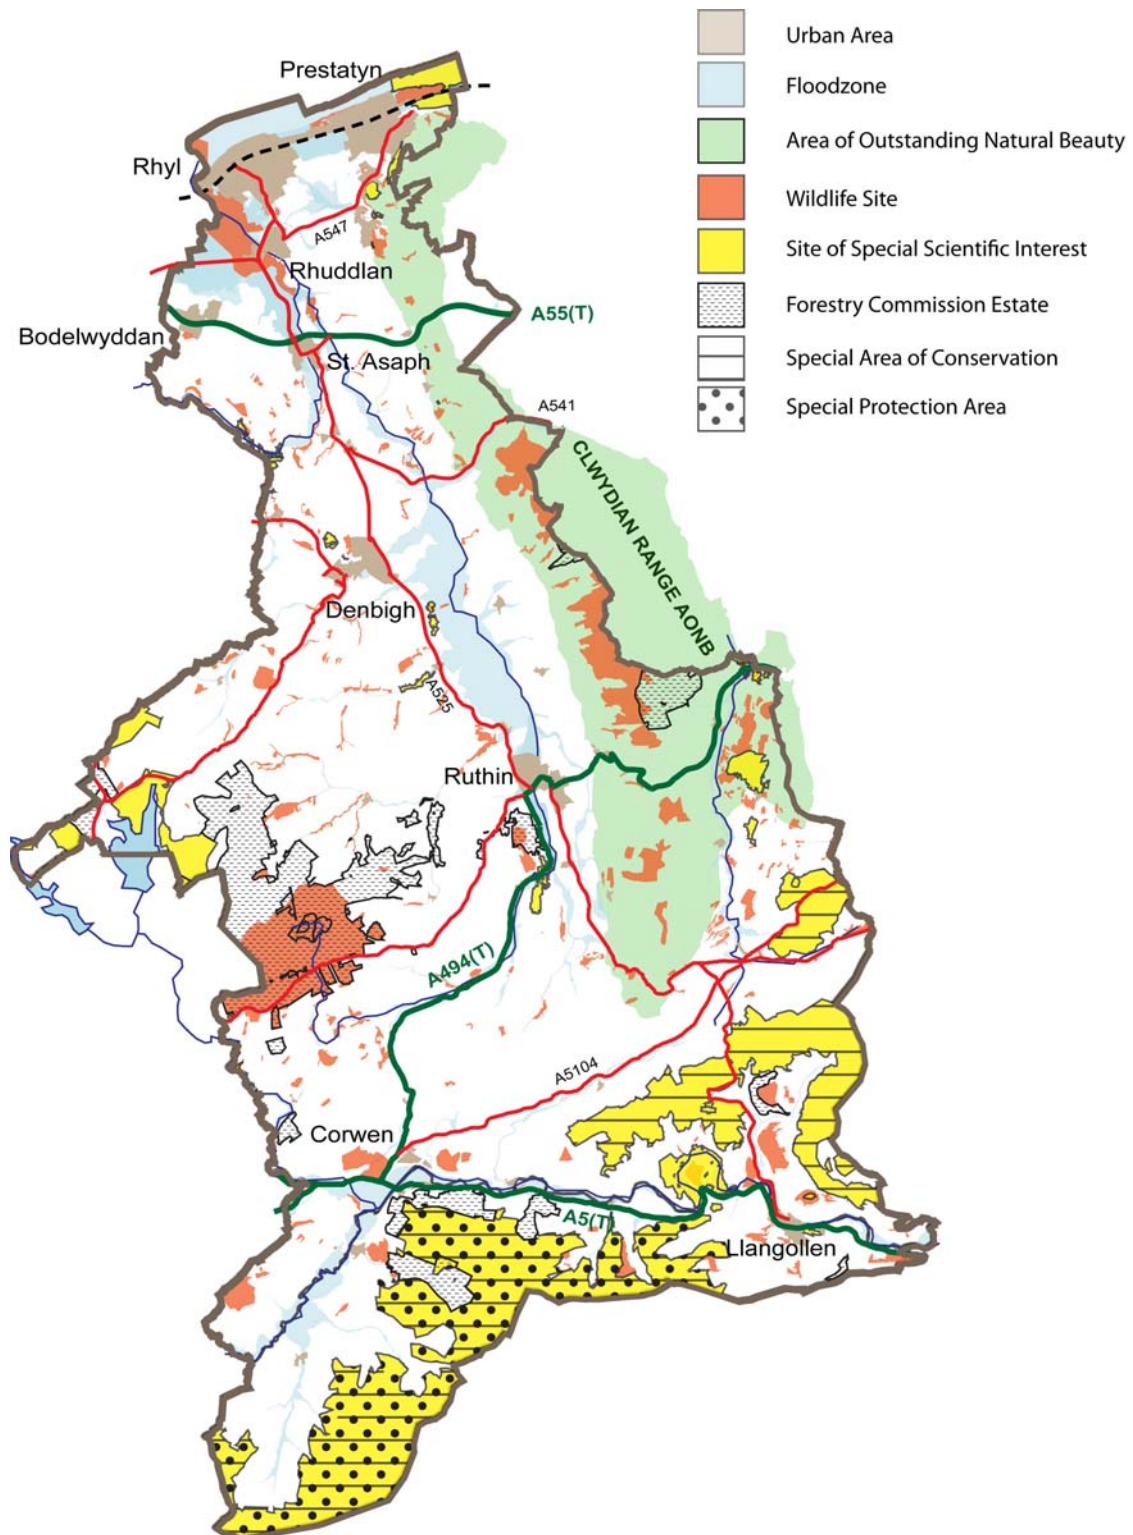 Urban Area
Floodzone
Area of Outstanding Natural Beauty
Wildlife Site
Site of Special Scientific Interest
Forestry Commission Estate
Special Area of Conservation
Special Protection Area
Prestatyn
Rhyl
A547
Rhuddlan
A55(T)
Bodelwyddan
St. Asaph
A541
CLWYDIAN RANGE AONB
Denbigh
A525
Ruthin
A494(T)
A5104
Corwen
A5(T)
Llangollen